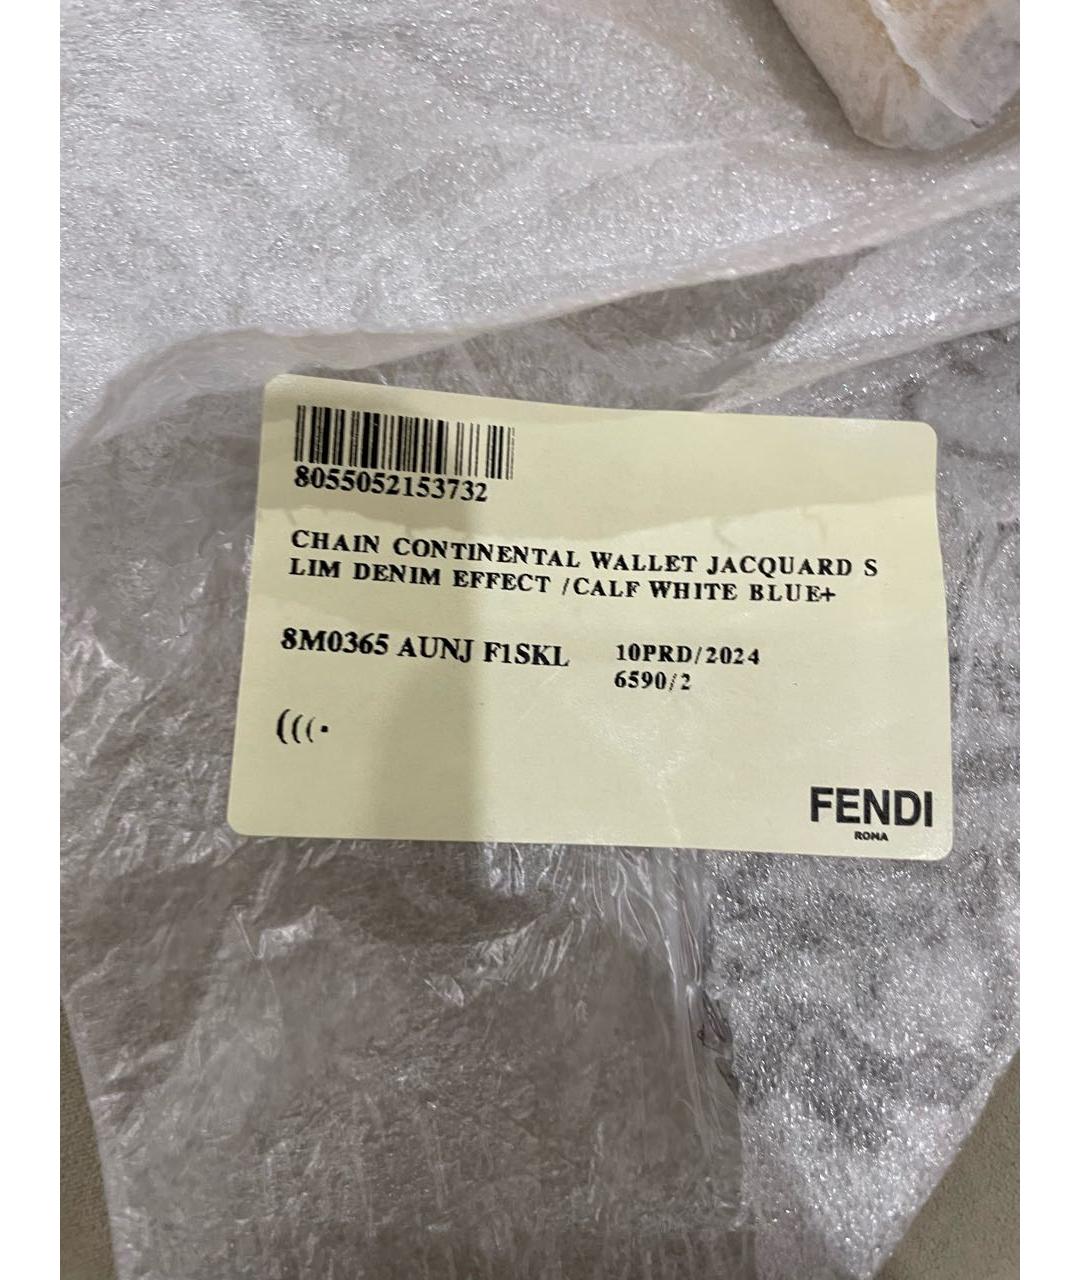 8055052153732
CHAIN CONTINENTAL WALLET JACQUARD S
LIM DENIM EFFECT /CALF WHITE BLUE+
8M0365 AUNJ F1SKL 10PRD/2024
6590/2
(((·
FENDI
ROMA